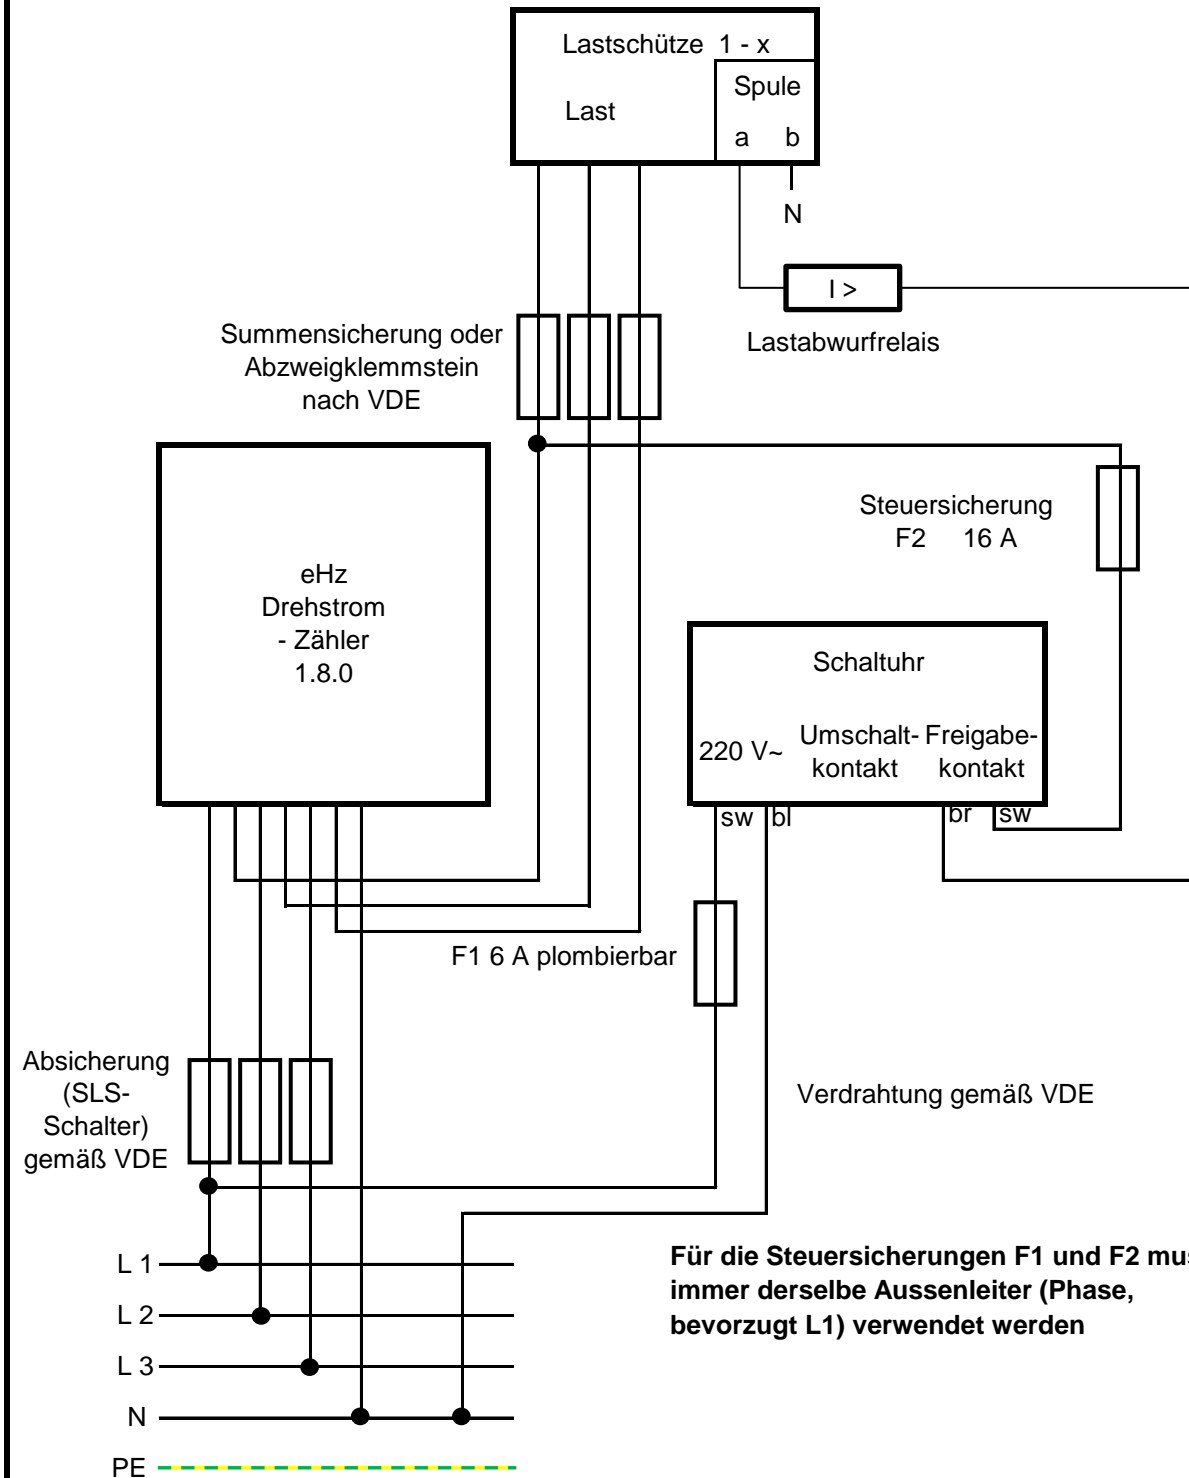 Lastschütze 1 - x
Spule
Last
a b
N
I >
Lastabwurfrelais
Summensicherung oder
Abzweigklemmstein
nach VDE
Steuersicherung
F2 16 A
eHz
Drehstrom
- Zähler
1.8.0
Schaltuhr
220 V~
Umschalt-
kontakt
Freigabe-
kontakt
sw bl
br sw
F1 6 A plombierbar
Absicherung
(SLS-
Schalter)
gemäß VDE
Verdrahtung gemäß VDE
Für die Steuersicherungen F1 und F2 mus
immer derselbe Aussenleiter (Phase,
bevorzugt L1) verwendet werden
L 1
L 2
L 3
N
PE